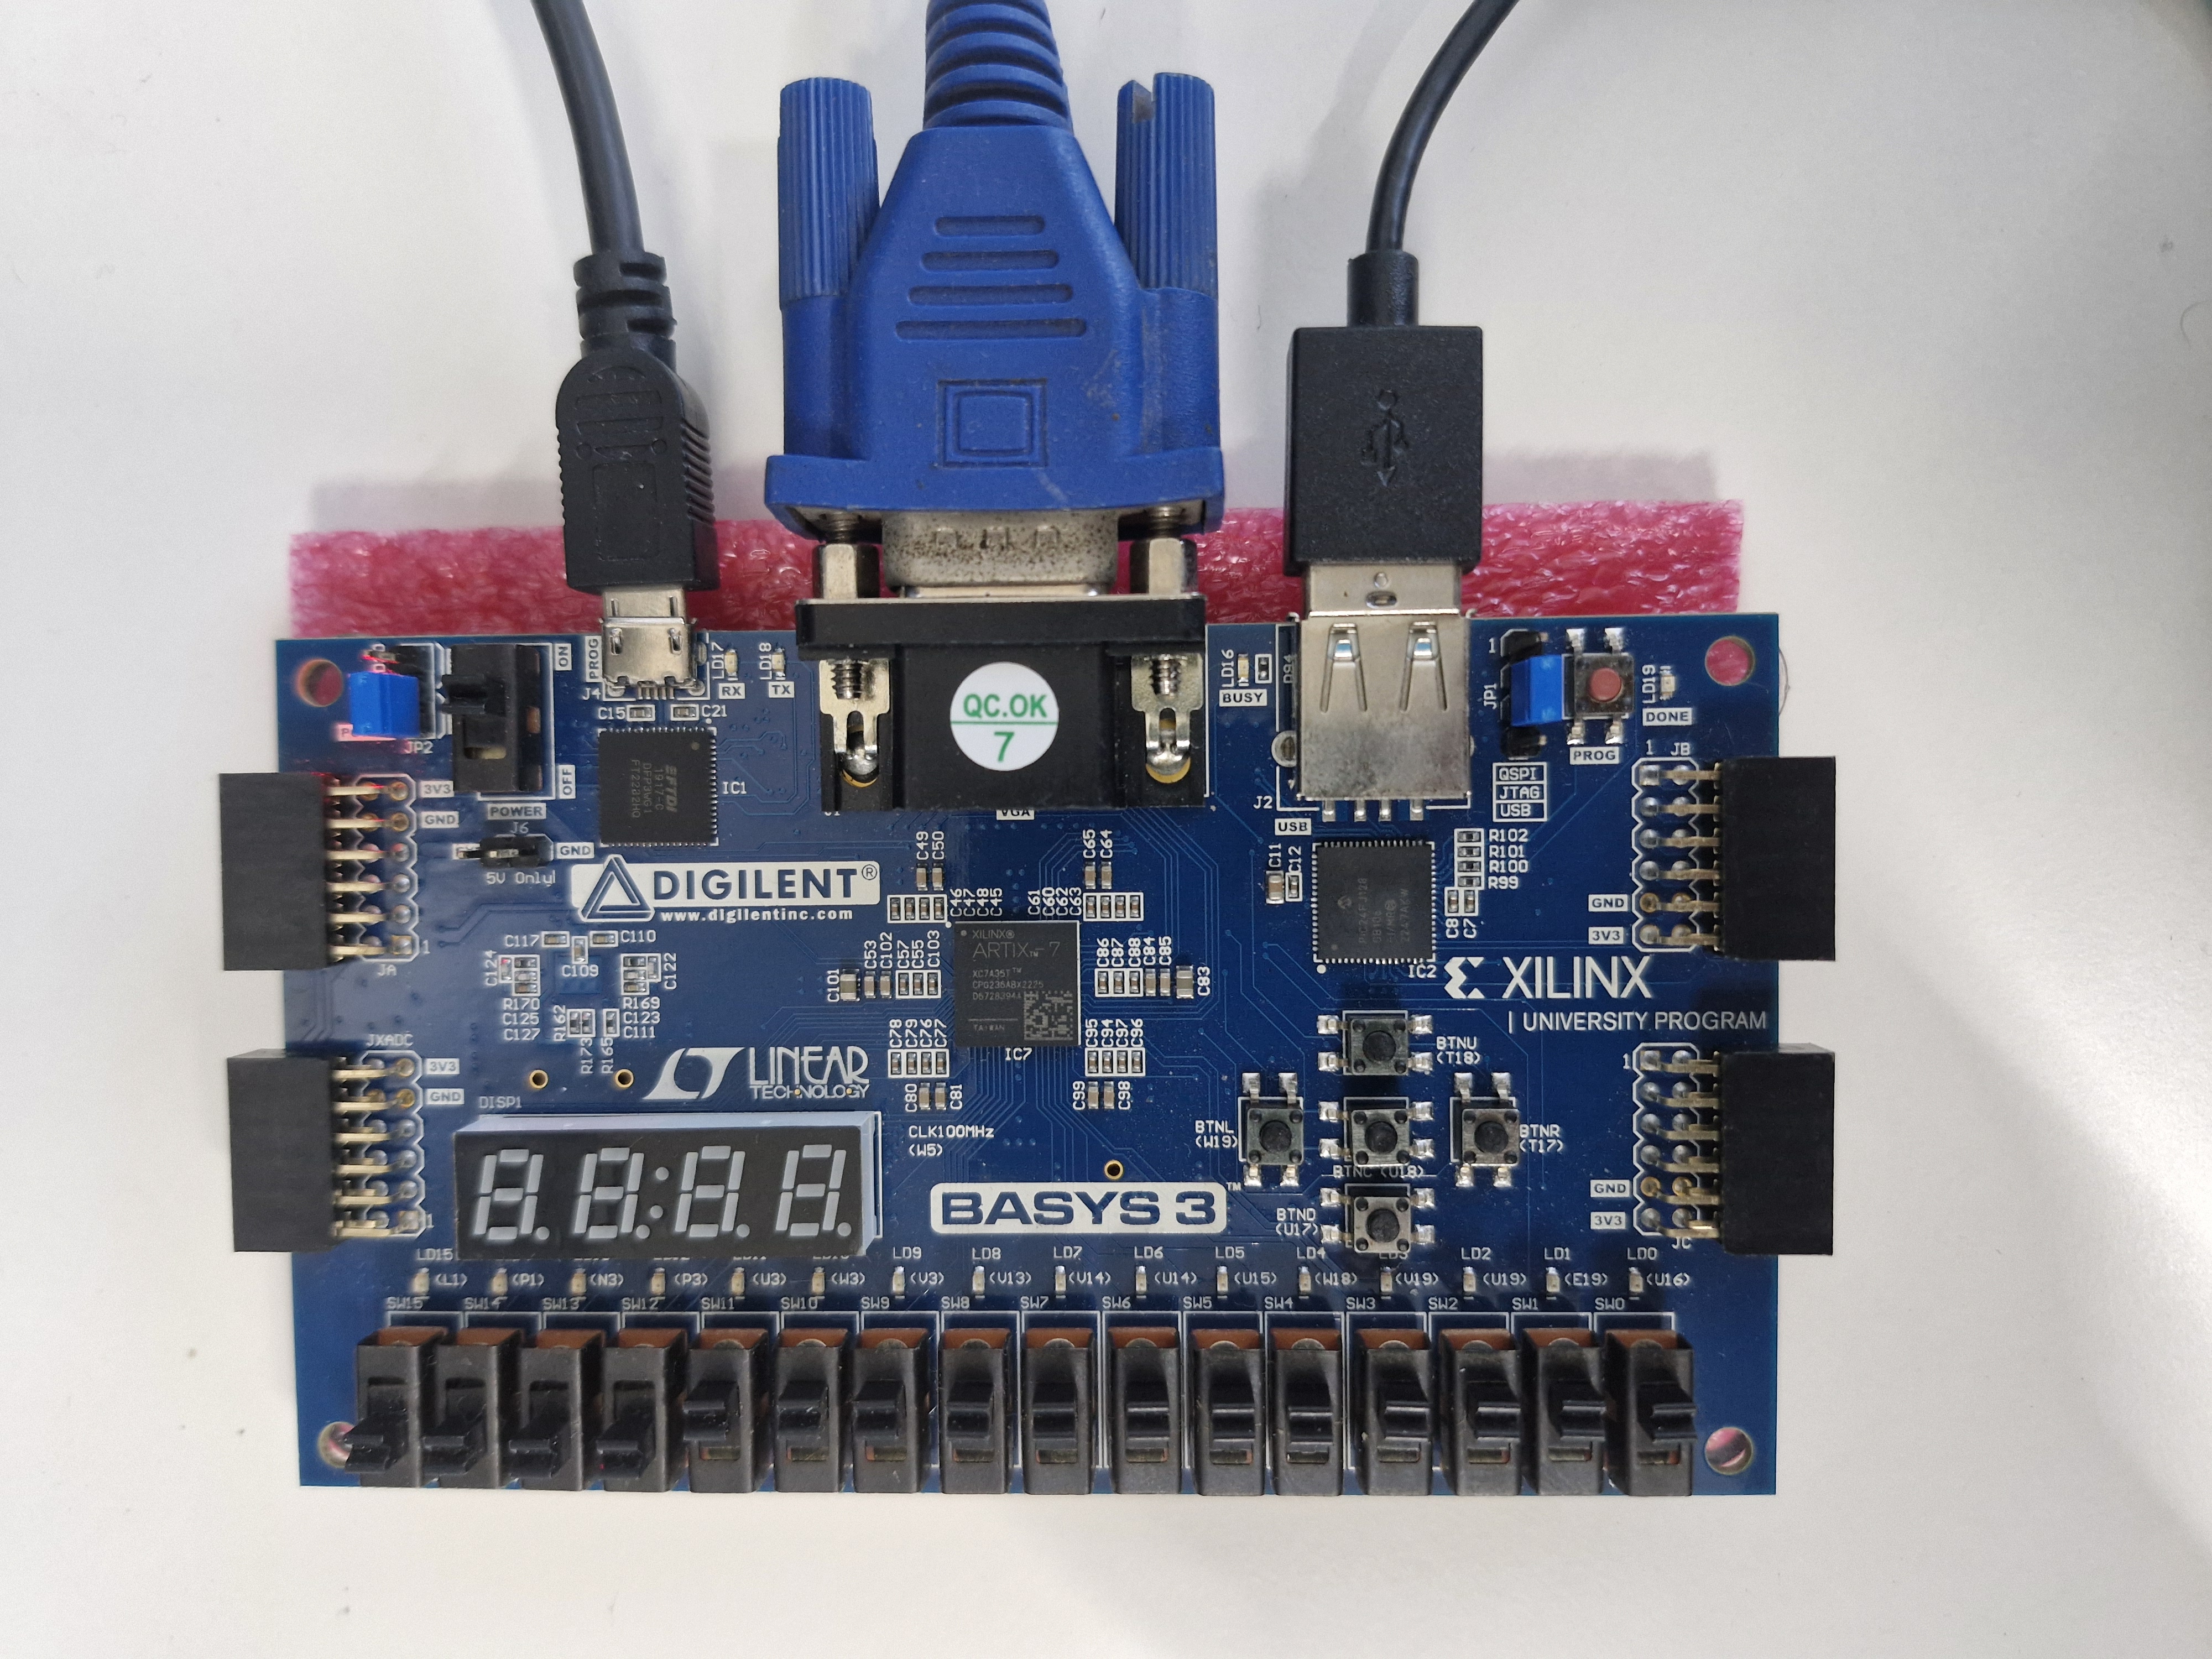 ON
PROG
J4
LD17
RX
LD18
TX
C15
C21
JP2
OFF
POWER
J6
GND
5V Only!
3V3
GND
1
JA
FTDI
IC1
QC.OK
7
VGA
LD16
BUSY
J2
USB
1
JP1
PROG
LD19
DONE
QSPI
JTAG
USB
1
JB
GND
3V3
R102
R101
R100
R99
C11
C12
C8
C7
IC2
DIGILENT®
www.digilentinc.com
C49
C50
C65
C64
C46
C47
C48
C45
C61
C60
C62
C63
C53
C102
C57
C55
C103
C101
C86
C87
C88
C84
C85
C83
XILINX®
ARTIX™-7
XC7A35T™
TAIWAN
IC7
C78
C79
C76
C77
C95
C94
C97
C96
C80
C81
C99
C98
C117
C110
C124
C109
C122
R170
C125
C127
R162
R173
R165
R169
C123
C111
XILINX
UNIVERSITY PROGRAM
JXADC
3V3
GND
1
LINEAR
TECHNOLOGY
DISP1
CLK100MHz
(W5)
BASYS 3™
BTNU
(T18)
BTNL
(W19)
BTNR
(T17)
BTNC (U18)
BTND
(U17)
1
GND
3V3
JC
LD15
LD9
LD8
LD7
LD6
LD5
LD4
LD2
LD1
LD0
(L1)
(P1)
(N3)
(P3)
(U3)
(W3)
(V3)
(V13)
(V14)
(U14)
(U15)
(W18)
(V19)
(U19)
(E19)
(U16)
SW15
SW14
SW13
SW12
SW11
SW10
SW9
SW8
SW7
SW6
SW5
SW4
SW3
SW2
SW1
SW0